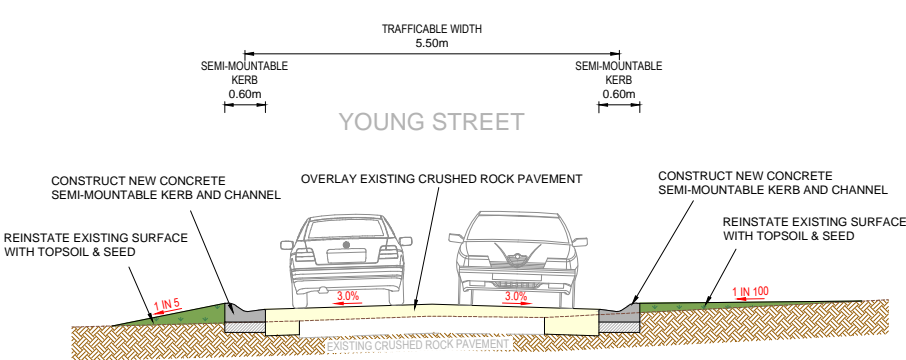 TRAFFICABLE WIDTH
5.50m
SEMI-MOUNTABLE
KERB
0.60m
SEMI-MOUNTABLE
KERB
0.60m
YOUNG STREET
CONSTRUCT NEW CONCRETE
SEMI-MOUNTABLE KERB AND CHANNEL
OVERLAY EXISTING CRUSHED ROCK PAVEMENT
CONSTRUCT NEW CONCRETE
SEMI-MOUNTABLE KERB AND CHANNEL
REINSTATE EXISTING SURFACE
WITH TOPSOIL & SEED
REINSTATE EXISTING SURFACE
WITH TOPSOIL & SEED
1 IN 5
3.0%
3.0%
1 IN 100
EXISTING CRUSHED ROCK PAVEMENT